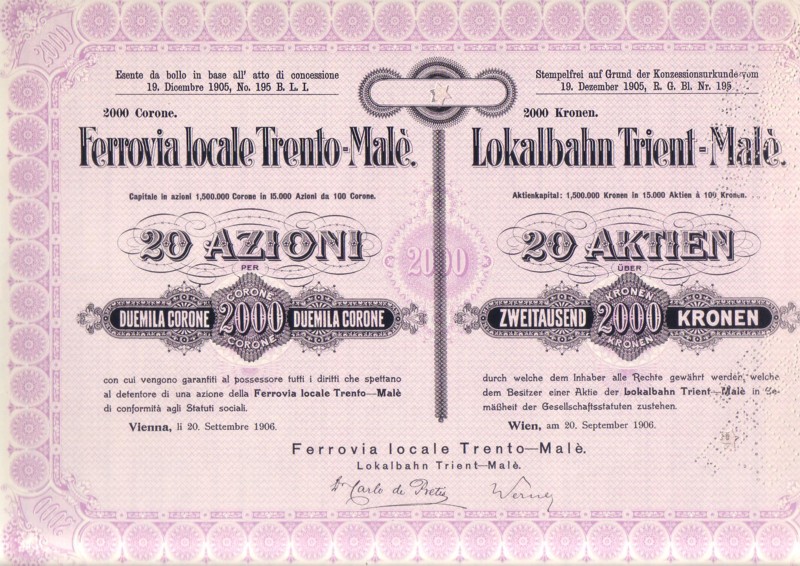 2000
Esente da bollo in base all' atto di concessione
19. Dicembre 1905, No. 195 B. L. I.
2000 Corone.
Ferrovia locale Trento-Malè.
Capitale in azioni 1,500.000 Corone in 15.000 Azioni da 100 Corone.
20 AZIONI
PER
CORONE
DUEMILA CORONE 2000 DUEMILA CORONE
CORONE
con cui vengono garantiti al possessore tutti i diritti che spettano
al detentore di una azione della Ferrovia locale Trento—Malè
di conformità agli Statuti sociali.
Vienna, li 20. Settembre 1906.
2000
Stempelfrei auf Grund der Konzessionsurkunde vom
19. Dezember 1905, R. G. Bl. Nr. 195
2000 Kronen.
Lokalbahn Trient-Malè.
Aktienkapital: 1,500.000 Kronen in 15.000 Aktien à 100 Kronen.
20 AKTIEN
ÜBER
KRONEN
ZWEITAUSEND 2000 KRONEN
KRONEN
durch welche dem Inhaber alle Rechte gewährt werden, welche
dem Besitzer einer Aktie der Lokalbahn Trient—Malè in Ge-
mäßheit der Gesellschaftsstatuten zustehen.
Wien, am 20. September 1906.
Ferrovia locale Trento—Malè.
Lokalbahn Trient—Malè.
Dr Carlo de Pretis
Werner
2000